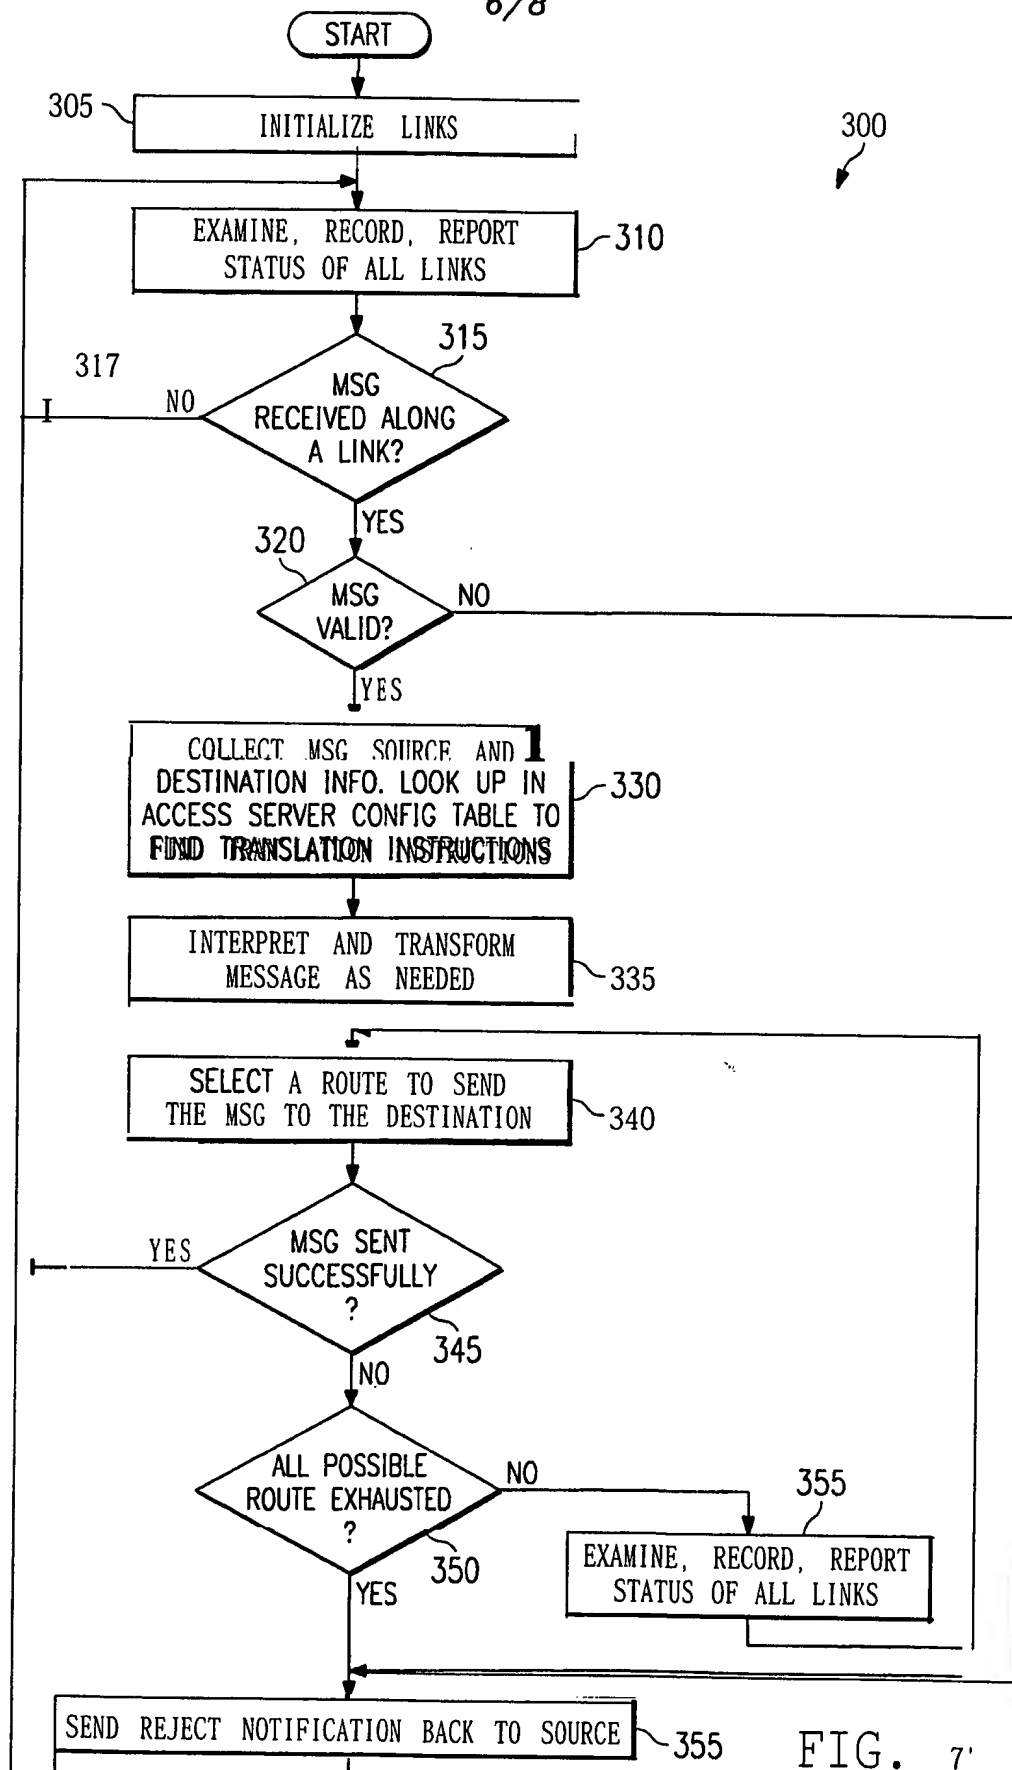 6/8
START
305
INITIALIZE LINKS
300
EXAMINE, RECORD, REPORT
STATUS OF ALL LINKS
310
315
317
MSG
RECEIVED ALONG
A LINK?
NO
YES
320
MSG
VALID?
NO
YES
COLLECT MSG SOURCE AND
DESTINATION INFO. LOOK UP IN
ACCESS SERVER CONFIG TABLE TO
FIND TRANSLATION INSTRUCTIONS
330
INTERPRET AND TRANSFORM
MESSAGE AS NEEDED
335
SELECT A ROUTE TO SEND
THE MSG TO THE DESTINATION
340
YES
MSG SENT
SUCCESSFULLY
?
345
NO
ALL POSSIBLE
ROUTE EXHAUSTED
?
NO
350
YES
355
EXAMINE, RECORD, REPORT
STATUS OF ALL LINKS
SEND REJECT NOTIFICATION BACK TO SOURCE
355
FIG. 7'